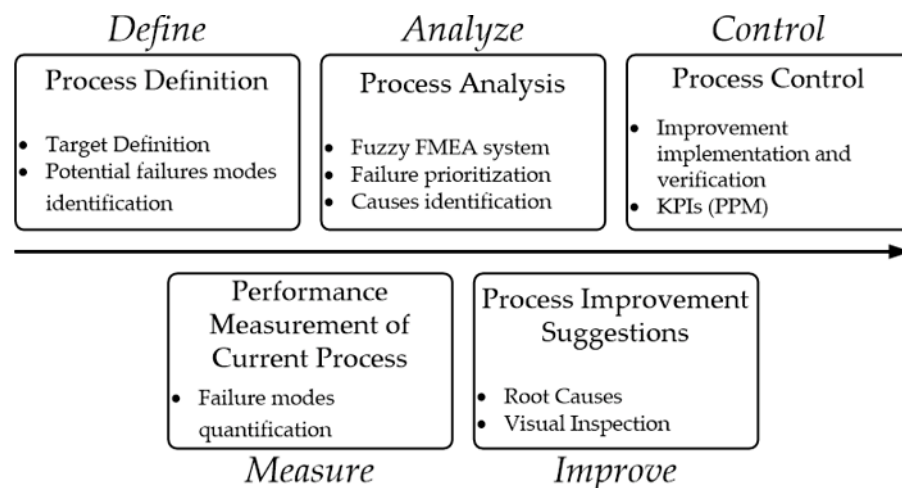 Define
Process Definition
• Target Definition
• Potential failures modes
identification
Analyze
Process Analysis
• Fuzzy FMEA system
• Failure prioritization
• Causes identification
Control
Process Control
• Improvement
implementation and
verification
• KPIs (PPM)
Performance
Measurement of
Current Process
• Failure modes
quantification
Measure
Process Improvement
Suggestions
• Root Causes
• Visual Inspection
Improve